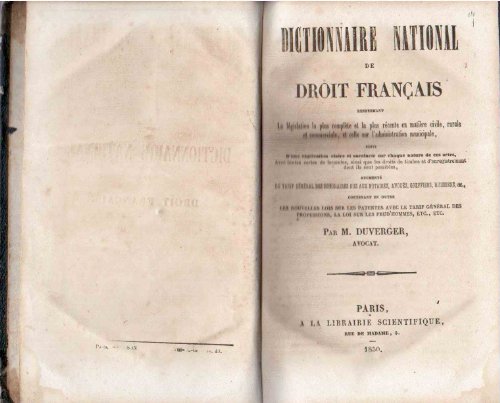 DICTIONNAIRE NATIONAL
DE
DROIT FRANÇAIS
RENFERMANT
La législation la plus complète et la plus récente en matière civile, rurale
et commerciale, et celle sur l'administration municipale,
SUIVI
D'une explication claire et sur chaque nature de ces actes,
Avec toutes sortes de formules, ainsi que les droits de timbre et d'enregistrement
dont ils sont passibles,
AUGMENTÉ
DU TARIF GÉNÉRAL DES HONORAIRES DUS AUX NOTAIRES, AVOUÉS, GREFFIERS, HUISSIERS, etc.,
CONTENANT EN OUTRE
LES NOUVELLES LOIS SUR LES PATENTES AVEC LE TARIF GÉNÉRAL DES
PROFESSIONS, LA LOI SUR LES PRUD'HOMMES, ETC., ETC.
PAR M. DUVERGER,
AVOCAT.
PARIS,
A LA LIBRAIRIE SCIENTIFIQUE,
RUE DE MADAME, 5.
1850.